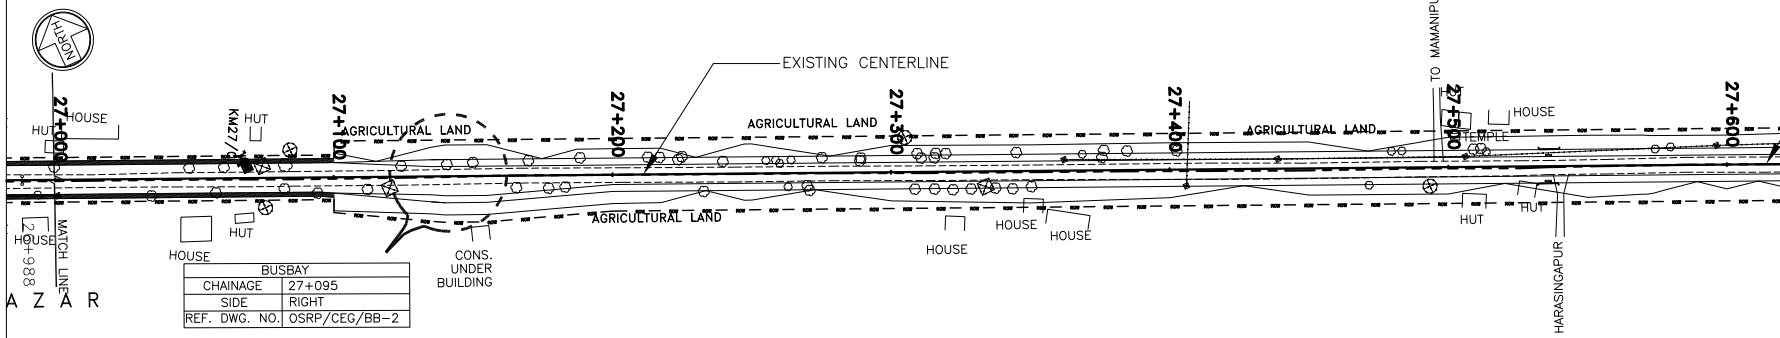 NORTH
EXISTING CENTERLINE
TO MAMANIPU
27+000
27+100
27+200
27+300
27+400
27+500
27+600
HUT
HOUSE
KM27/0
HUT
AGRICULTURAL LAND
AGRICULTURAL LAND
AGRICULTURAL LAND
HUT
HOUSE
TEMPLE
AGRICULTURAL LAND
HOUSE
26+988
MATCH LINE
HOUSE
HUT
CONS.
UNDER
BUILDING
HOUSE
HOUSE
HOUSE
HUT
HUT
HARASINGAPUR
AZAR
BUSBAY
CHAINAGE 27+095
SIDE RIGHT
REF. DWG. NO. OSRP/CEG/BB-2